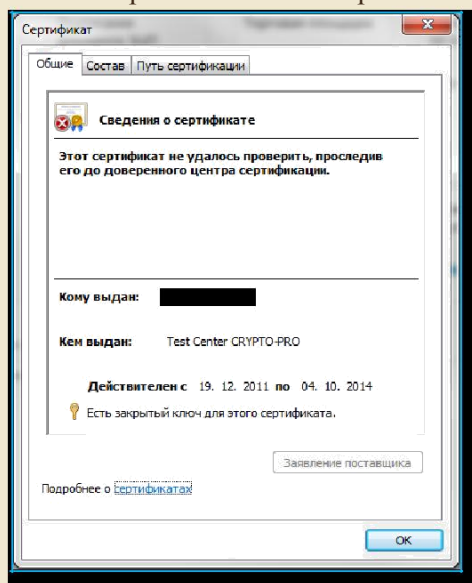 Сертификат
Общие Состав Путь сертификации
Сведения о сертификате
Этот сертификат не удалось проверить, проследив
его до доверенного центра сертификации.
Кому выдан:
Кем выдан: Test Center CRYPTO-PRO
Действителен с 19. 12. 2011 по 04. 10. 2014
Есть закрытый ключ для этого сертификата.
Заявление поставщика
Подробнее о сертификатах
OK